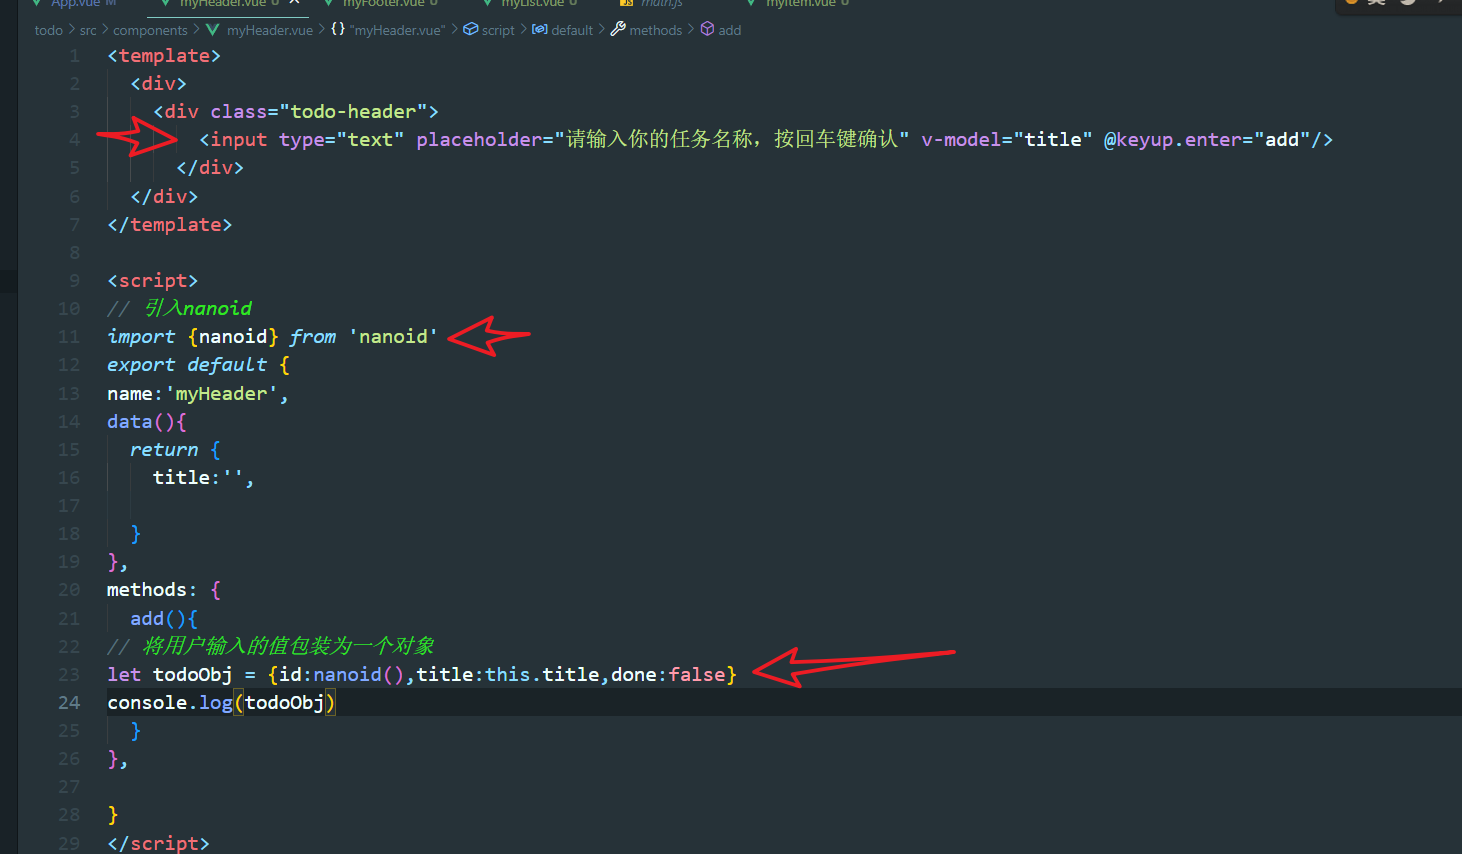 App.vue M myHeader.vue U myFooter.vue U myList.vue U JS main.js myItem.vue U
todo > src > components > myHeader.vue > {} "myHeader.vue" > script > default > methods > add
1 <template>
2 <div>
3 <div class="todo-header">
4 <input type="text" placeholder="请输入你的任务名称，按回车键确认" v-model="title" @keyup.enter="add"/>
5 </div>
6 </div>
7 </template>
8
9 <script>
10 // 引入nanoid
11 import {nanoid} from 'nanoid'
12 export default {
13 name:'myHeader',
14 data(){
15 return {
16 title:'',
17
18 }
19 },
20 methods: {
21 add(){
22 // 将用户输入的值包装为一个对象
23 let todoObj = {id:nanoid(),title:this.title,done:false}
24 console.log(todoObj)
25 }
26 },
27
28 }
29 </script>